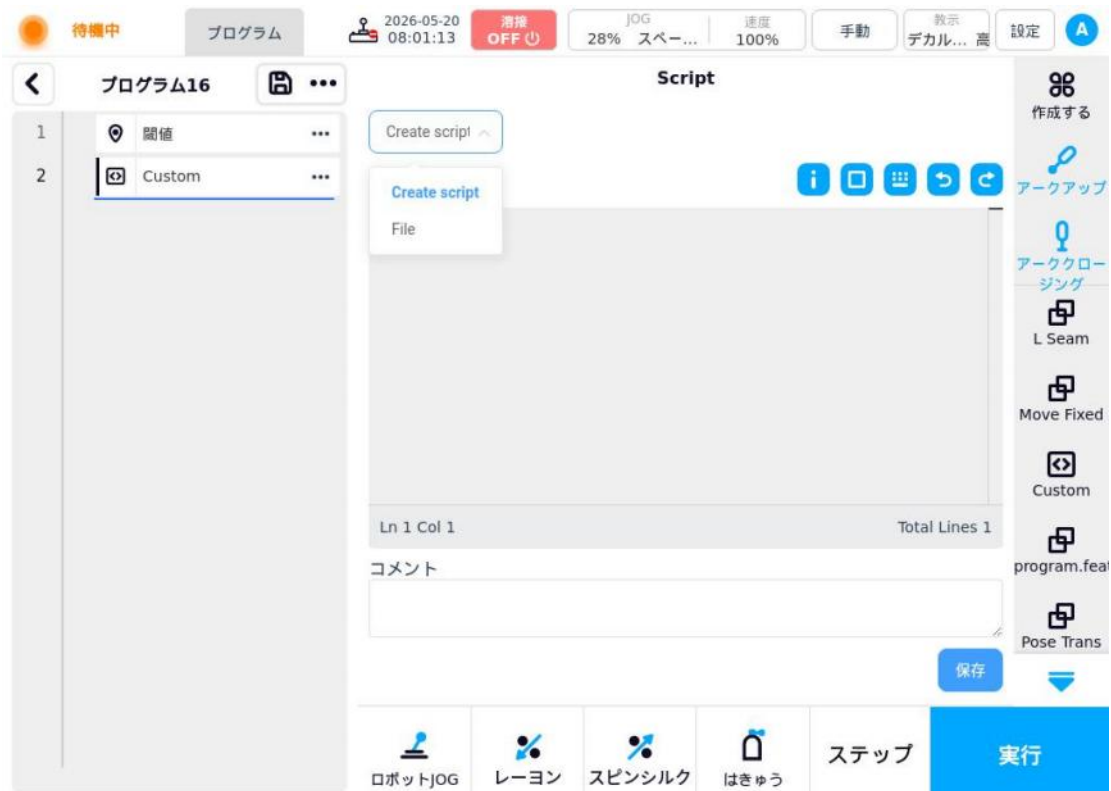 待機中
プログラム
2026-05-20
08:01:13
溶接
OFF
JOG
28% スペー...
速度
100%
手動
教示
デカル... 高
設定
A
プログラム16
Script
作成する
1 閾値
2 Custom
Create script
Create script
File
アークアップ
アーククロージング
L Seam
Move Fixed
Custom
program.feat
Pose Trans
Ln 1 Col 1
Total Lines 1
コメント
保存
ロボットJOG
レーヨン
スピンシルク
はきゅう
ステップ
実行